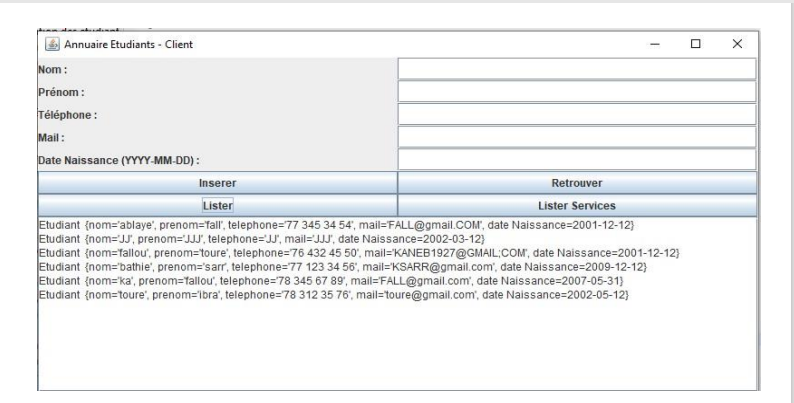 Annuaire Etudiants - Client
Nom :
Prénom :
Téléphone :
Mail :
Date Naissance (YYYY-MM-DD) :
Inserer Retrouver
Lister Lister Services
Etudiant {nom='ablaye', prenom='fall', telephone='77 345 34 54', mail='FALL@gmail.COM', date Naissance=2001-12-12}
Etudiant {nom='JJ', prenom='JJJ', telephone='JJ', mail='JJJ', date Naissance=2002-03-12}
Etudiant {nom='fallou', prenom='toure', telephone='76 432 45 50', mail='KANEB1927@GMAIL;COM', date Naissance=2001-12-12}
Etudiant {nom='bathie', prenom='sarr', telephone='77 123 34 56', mail='KSARR@gmail.com', date Naissance=2009-12-12}
Etudiant {nom='ka', prenom='fallou', telephone='78 345 67 89', mail='FALL@gmail.com', date Naissance=2007-05-31}
Etudiant {nom='toure', prenom='ibra', telephone='78 312 35 76', mail='toure@gmail.com', date Naissance=2002-05-12}